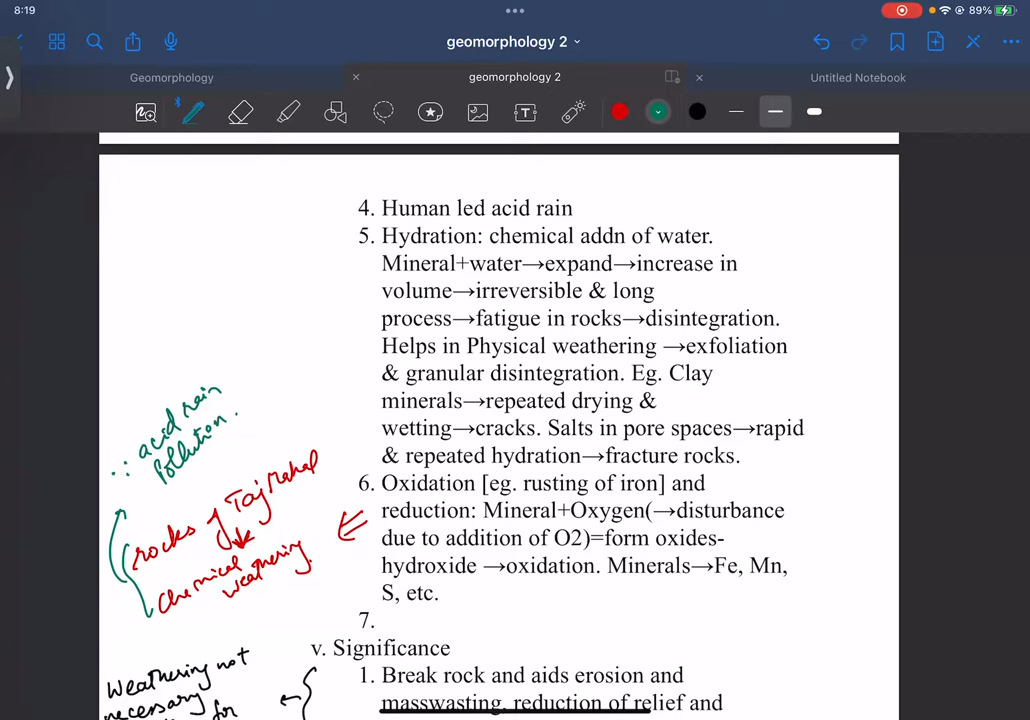 8:19
89%
geomorphology 2
Geomorphology
geomorphology 2
Untitled Notebook
4. Human led acid rain
5. Hydration: chemical addn of water.
Mineral+water→expand→increase in
volume→irreversible & long
process→fatigue in rocks→disintegration.
Helps in Physical weathering →exfoliation
& granular disintegration. Eg. Clay
minerals→repeated drying &
wetting→cracks. Salts in pore spaces→rapid
& repeated hydration→fracture rocks.
6. Oxidation [eg. rusting of iron] and
reduction: Mineral+Oxygen(→disturbance
due to addition of O2)=form oxides-
hydroxide →oxidation. Minerals→Fe, Mn,
S, etc.
7.
v. Significance
1. Break rock and aids erosion and
masswasting, reduction of relief and
∵ acid rain
pollution.
rocks of Taj Mahal
chemical
weathering.
Weathering not
necessary
for